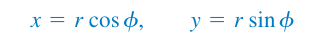 x = r cos ϕ, y = r sin ϕ